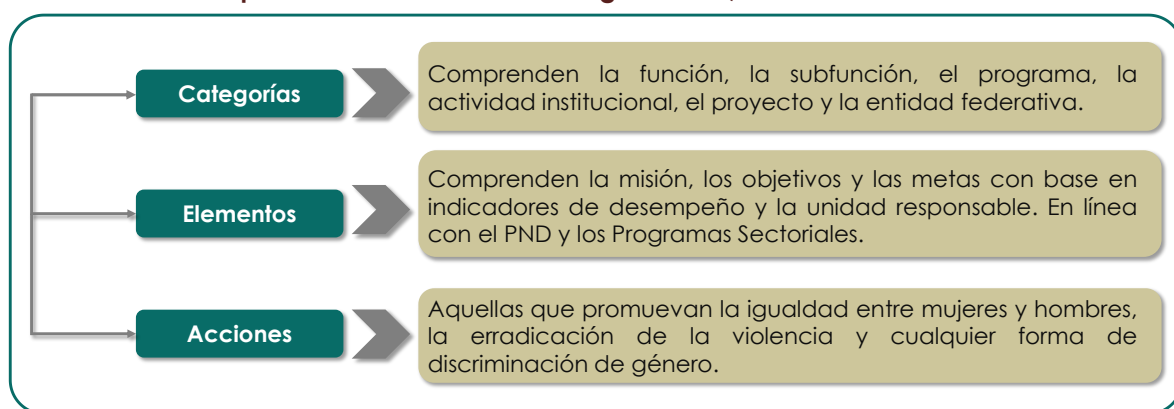 Categorías
Comprenden la función, la subfunción, el programa, la
actividad institucional, el proyecto y la entidad federativa.
Elementos
Comprenden la misión, los objetivos y las metas con base en
indicadores de desempeño y la unidad responsable. En línea
con el PND y los Programas Sectoriales.
Acciones
Aquellas que promuevan la igualdad entre mujeres y hombres,
la erradicación de la violencia y cualquier forma de
discriminación de género.